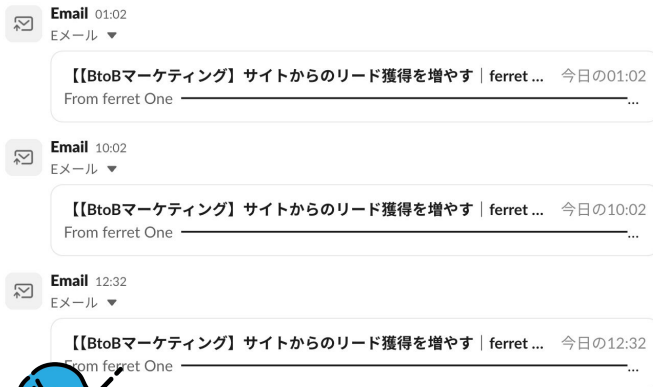 Email 01:02
Eメール ▼
【【BtoBマーケティング】サイトからのリード獲得を増やす｜ferret ... 今日の01:02
From ferret One ...
Email 10:02
Eメール ▼
【【BtoBマーケティング】サイトからのリード獲得を増やす｜ferret ... 今日の10:02
From ferret One ...
Email 12:32
Eメール ▼
【【BtoBマーケティング】サイトからのリード獲得を増やす｜ferret ... 今日の12:32
From ferret One ...